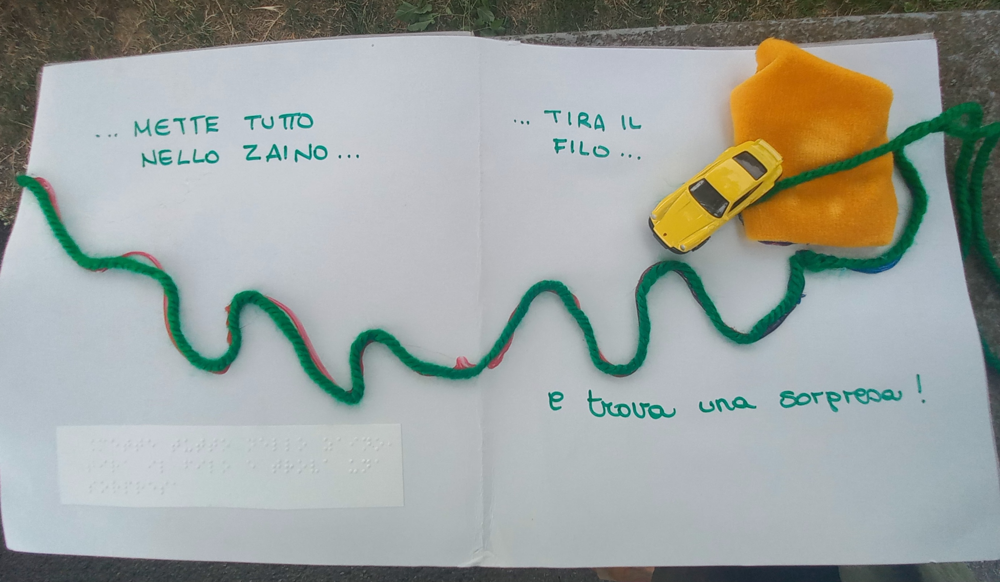 ... METTE TUTTO
NELLO ZAINO...
... TIRA IL
FILO...
e trova una sorpresa!